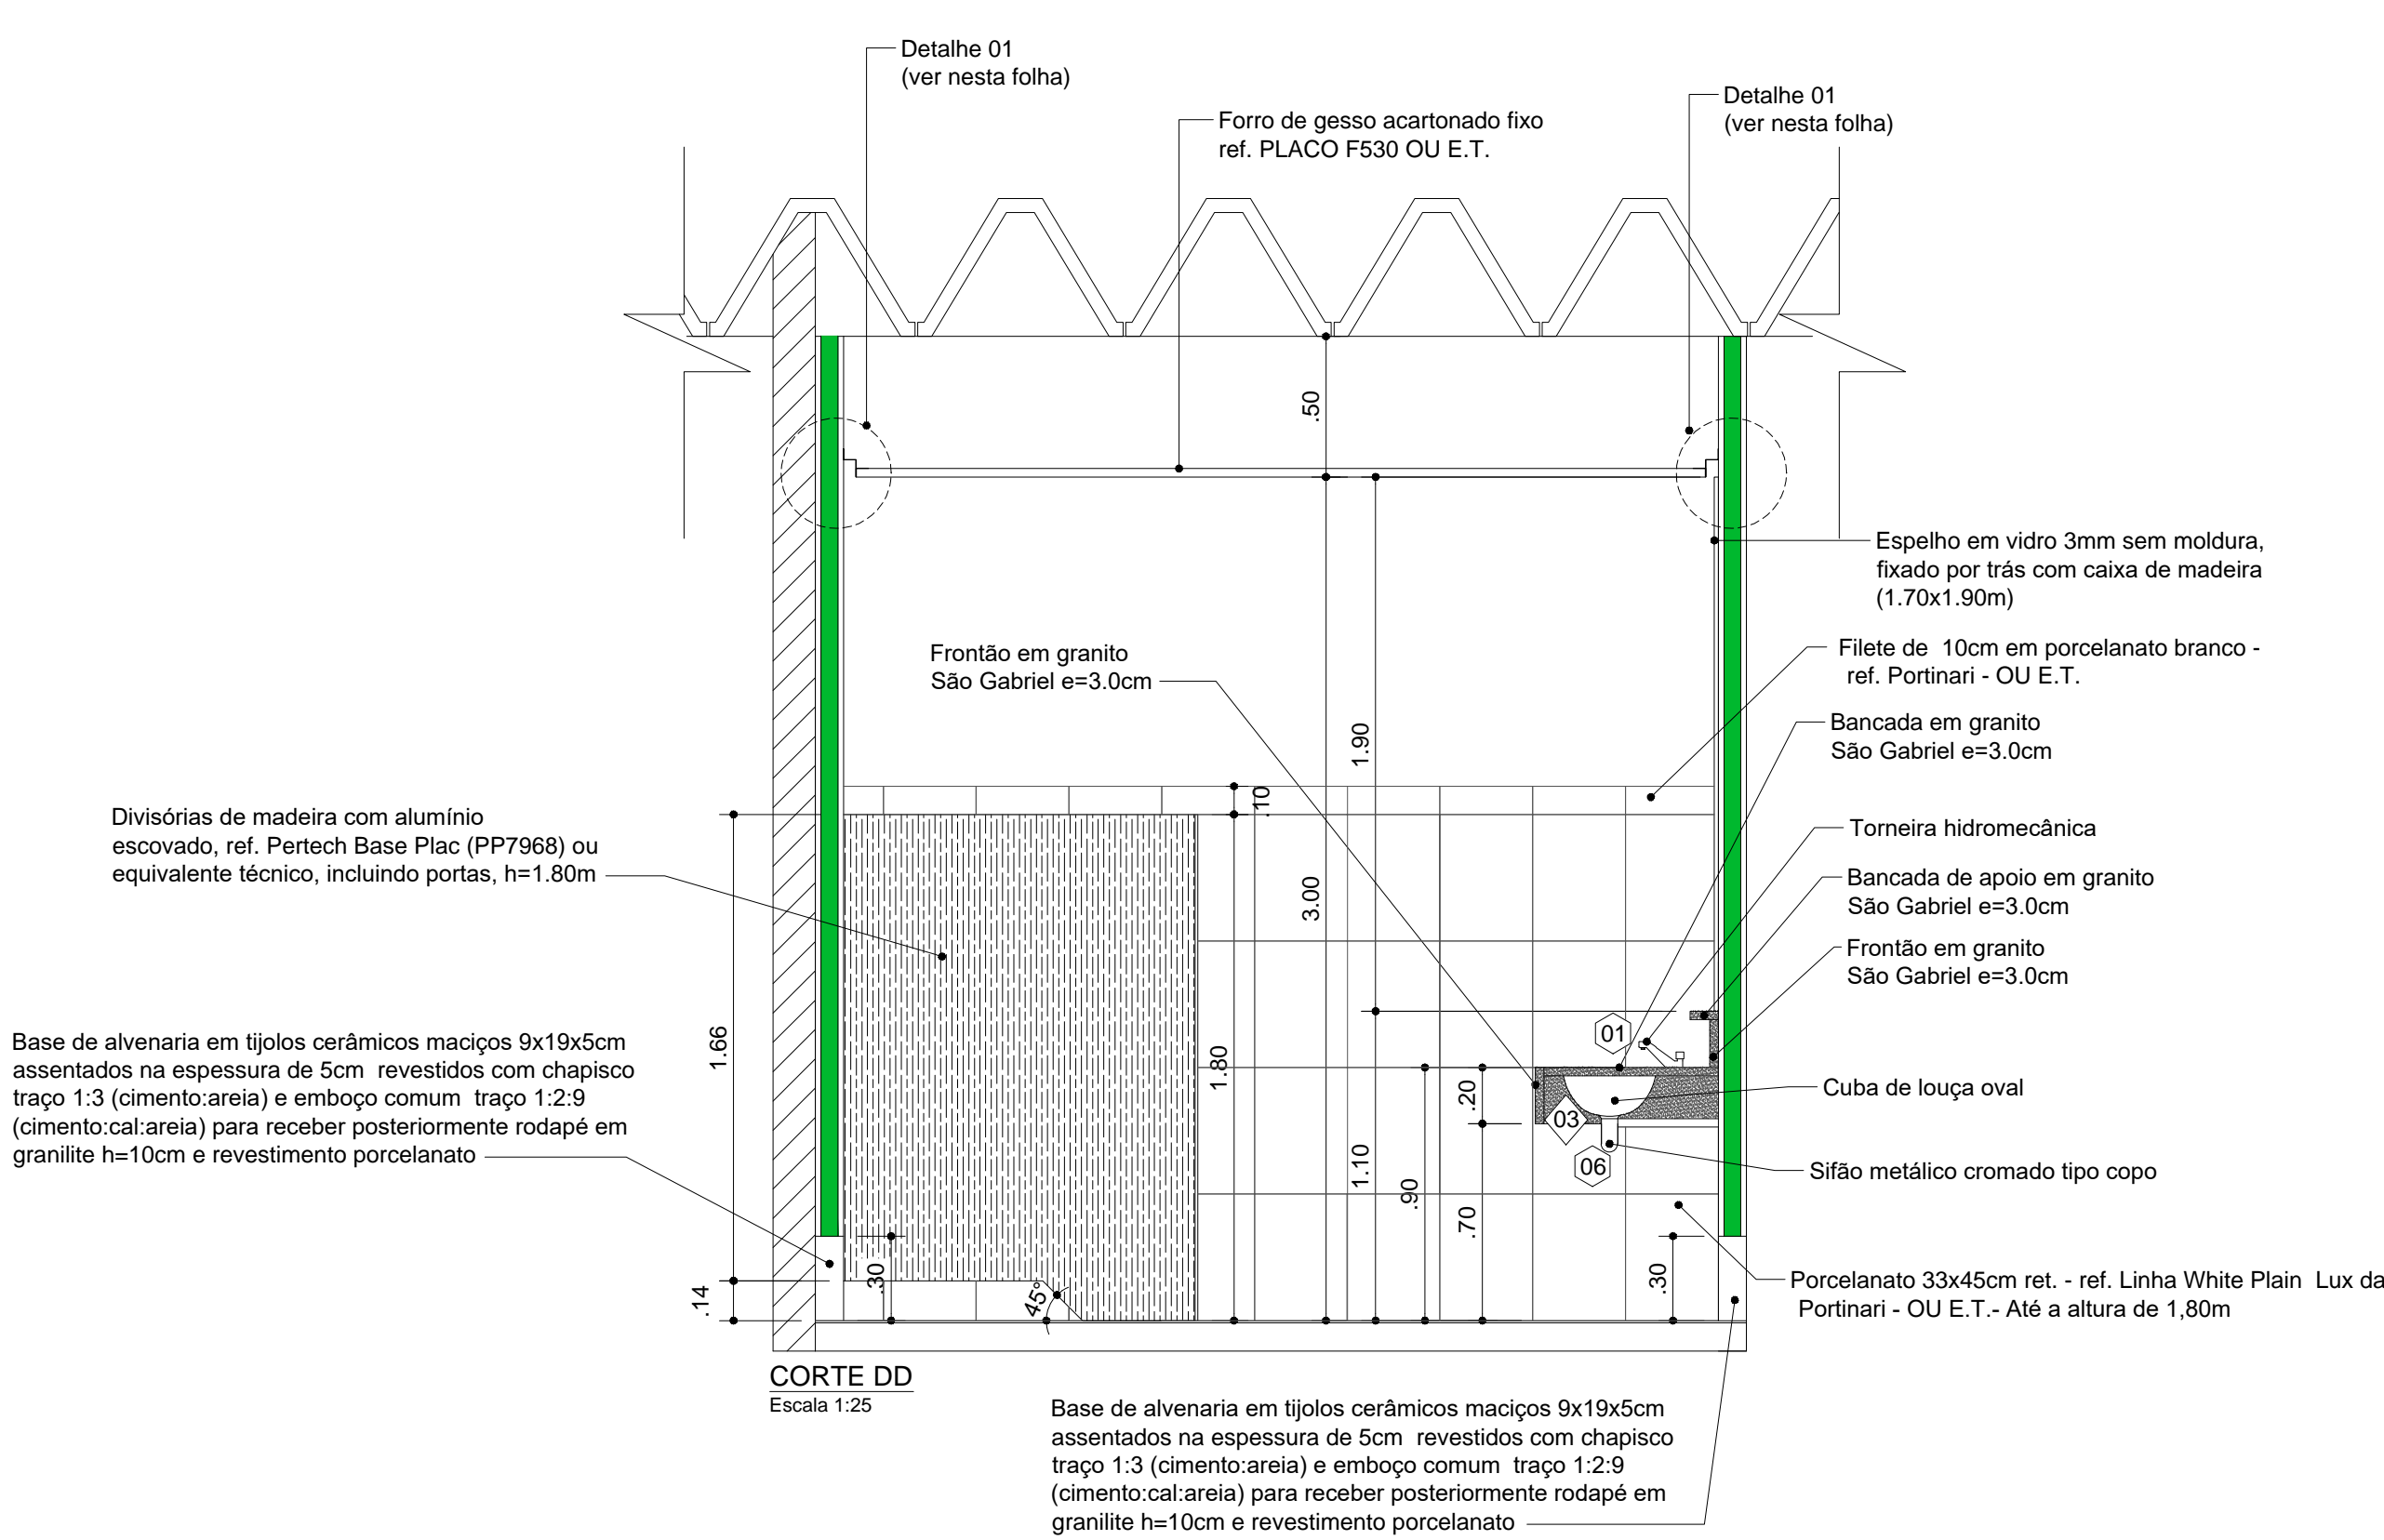 Detalhe 01
(ver nesta folha)
Detalhe 01
(ver nesta folha)
Forro de gesso acartonado fixo
ref. PLACO F530 OU E.T.
.50
Espelho em vidro 3mm sem moldura,
fixado por trás com caixa de madeira
(1.70x1.90m)
Frontão em granito
São Gabriel e=3.0cm
Filete de 10cm em porcelanato branco -
ref. Portinari - OU E.T.
Bancada em granito
São Gabriel e=3.0cm
1.90
.10
Divisórias de madeira com alumínio
escovado, ref. Pertech Base Plac (PP7968) ou
equivalente técnico, incluindo portas, h=1.80m
Torneira hidromecânica
Bancada de apoio em granito
São Gabriel e=3.0cm
3.00
Frontão em granito
São Gabriel e=3.0cm
Base de alvenaria em tijolos cerâmicos maciços 9x19x5cm
assentados na espessura de 5cm revestidos com chapisco
traço 1:3 (cimento:areia) e emboço comum traço 1:2:9
(cimento:cal:areia) para receber posteriormente rodapé em
granilite h=10cm e revestimento porcelanato
1.66
1.80
01
.20
03
06
1.10
.90
.70
Cuba de louça oval
Sifão metálico cromado tipo copo
.14
.30
45°
.30
Porcelanato 33x45cm ret. - ref. Linha White Plain Lux da
Portinari - OU E.T.- Até a altura de 1,80m
CORTE DD
Escala 1:25
Base de alvenaria em tijolos cerâmicos maciços 9x19x5cm
assentados na espessura de 5cm revestidos com chapisco
traço 1:3 (cimento:areia) e emboço comum traço 1:2:9
(cimento:cal:areia) para receber posteriormente rodapé em
granilite h=10cm e revestimento porcelanato